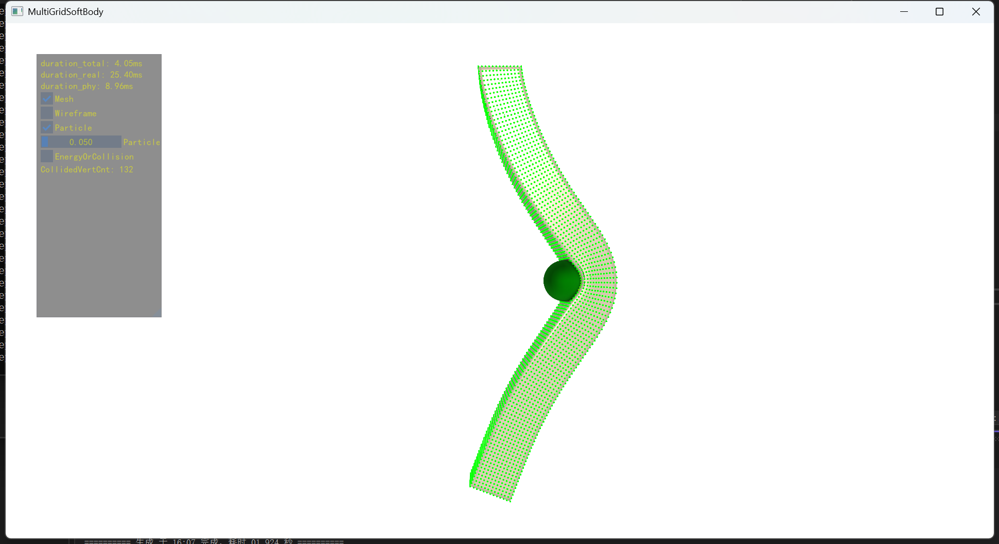 MultiGridSoftBody
duration_total: 4.05ms
duration_real: 25.40ms
duration_phy: 8.96ms
Mesh
Wireframe
Particle
0.050 Particle
EnergyOrCollision
CollidedVertCnt: 132
========== 生成 于 16:07 完成，耗时 01.924 秒 ==========